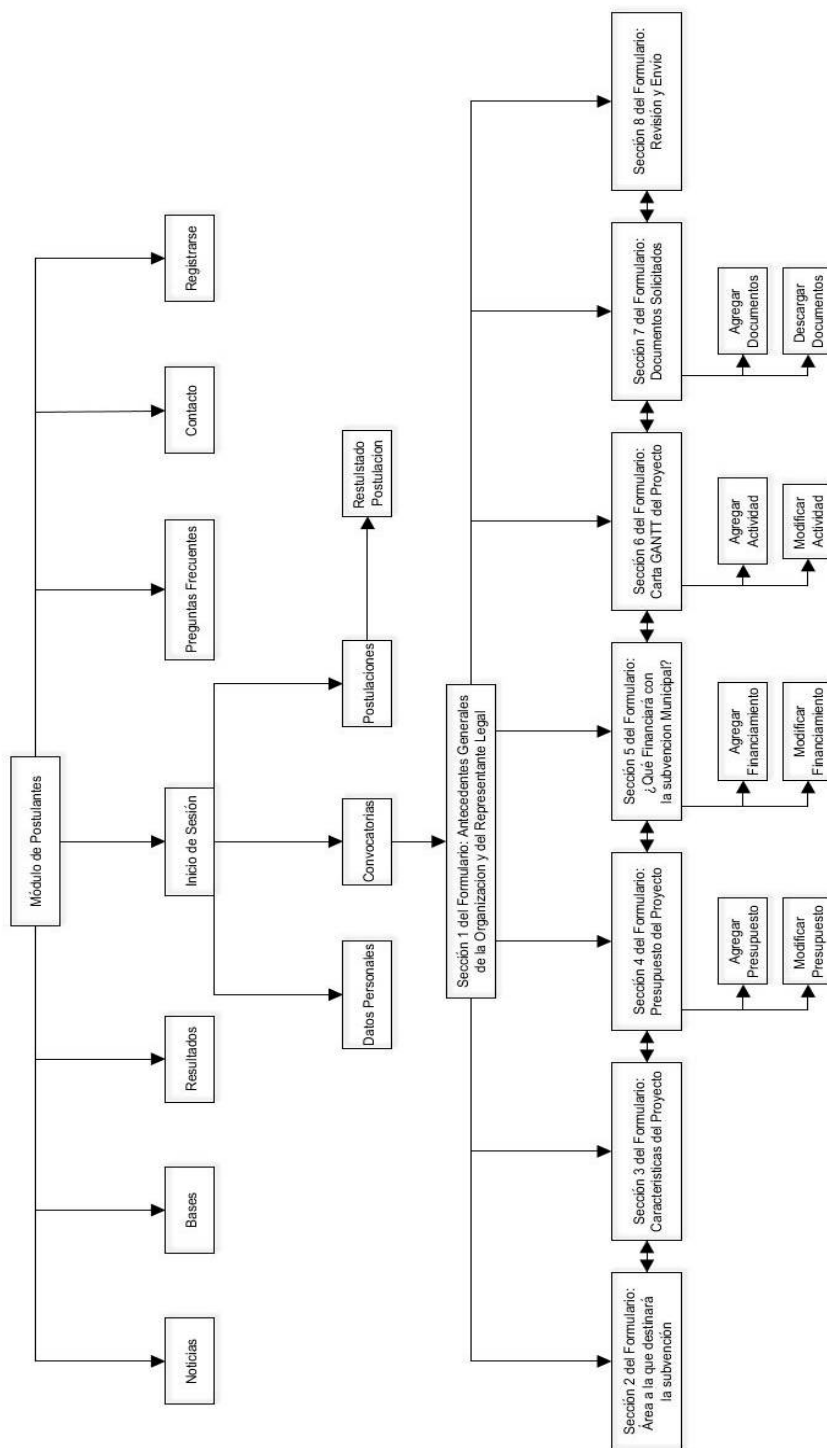 Módulo de Postulantes
Noticias
Bases
Resultados
Inicio de Sesión
Preguntas Frecuentes
Contacto
Registrarse
Datos Personales
Convocatorias
Postulaciones
Restulstado
Postulacion
Sección 1 del Formulario: Antecedentes Generales
de la Organizacion y del Representante Legal
Sección 2 del Formulario:
Área a la que destinará
la subvención
Sección 3 del Formulario:
Caracteristicas del Proyecto
Sección 4 del Formulario:
Presupuesto del Proyecto
Agregar
Presupuesto
Modificar
Presupuesto
Sección 5 del Formulario:
¿Qué Financiará con
la subvencion Municipal?
Agregar
Financiamiento
Modificar
Financiamiento
Sección 6 del Formulario:
Carta GANTT del Proyecto
Agregar
Actividad
Modificar
Actividad
Sección 7 del Formulario:
Documentos Solicitados
Agregar
Documentos
Descargar
Documentos
Sección 8 del Formulario:
Revisión y Envío